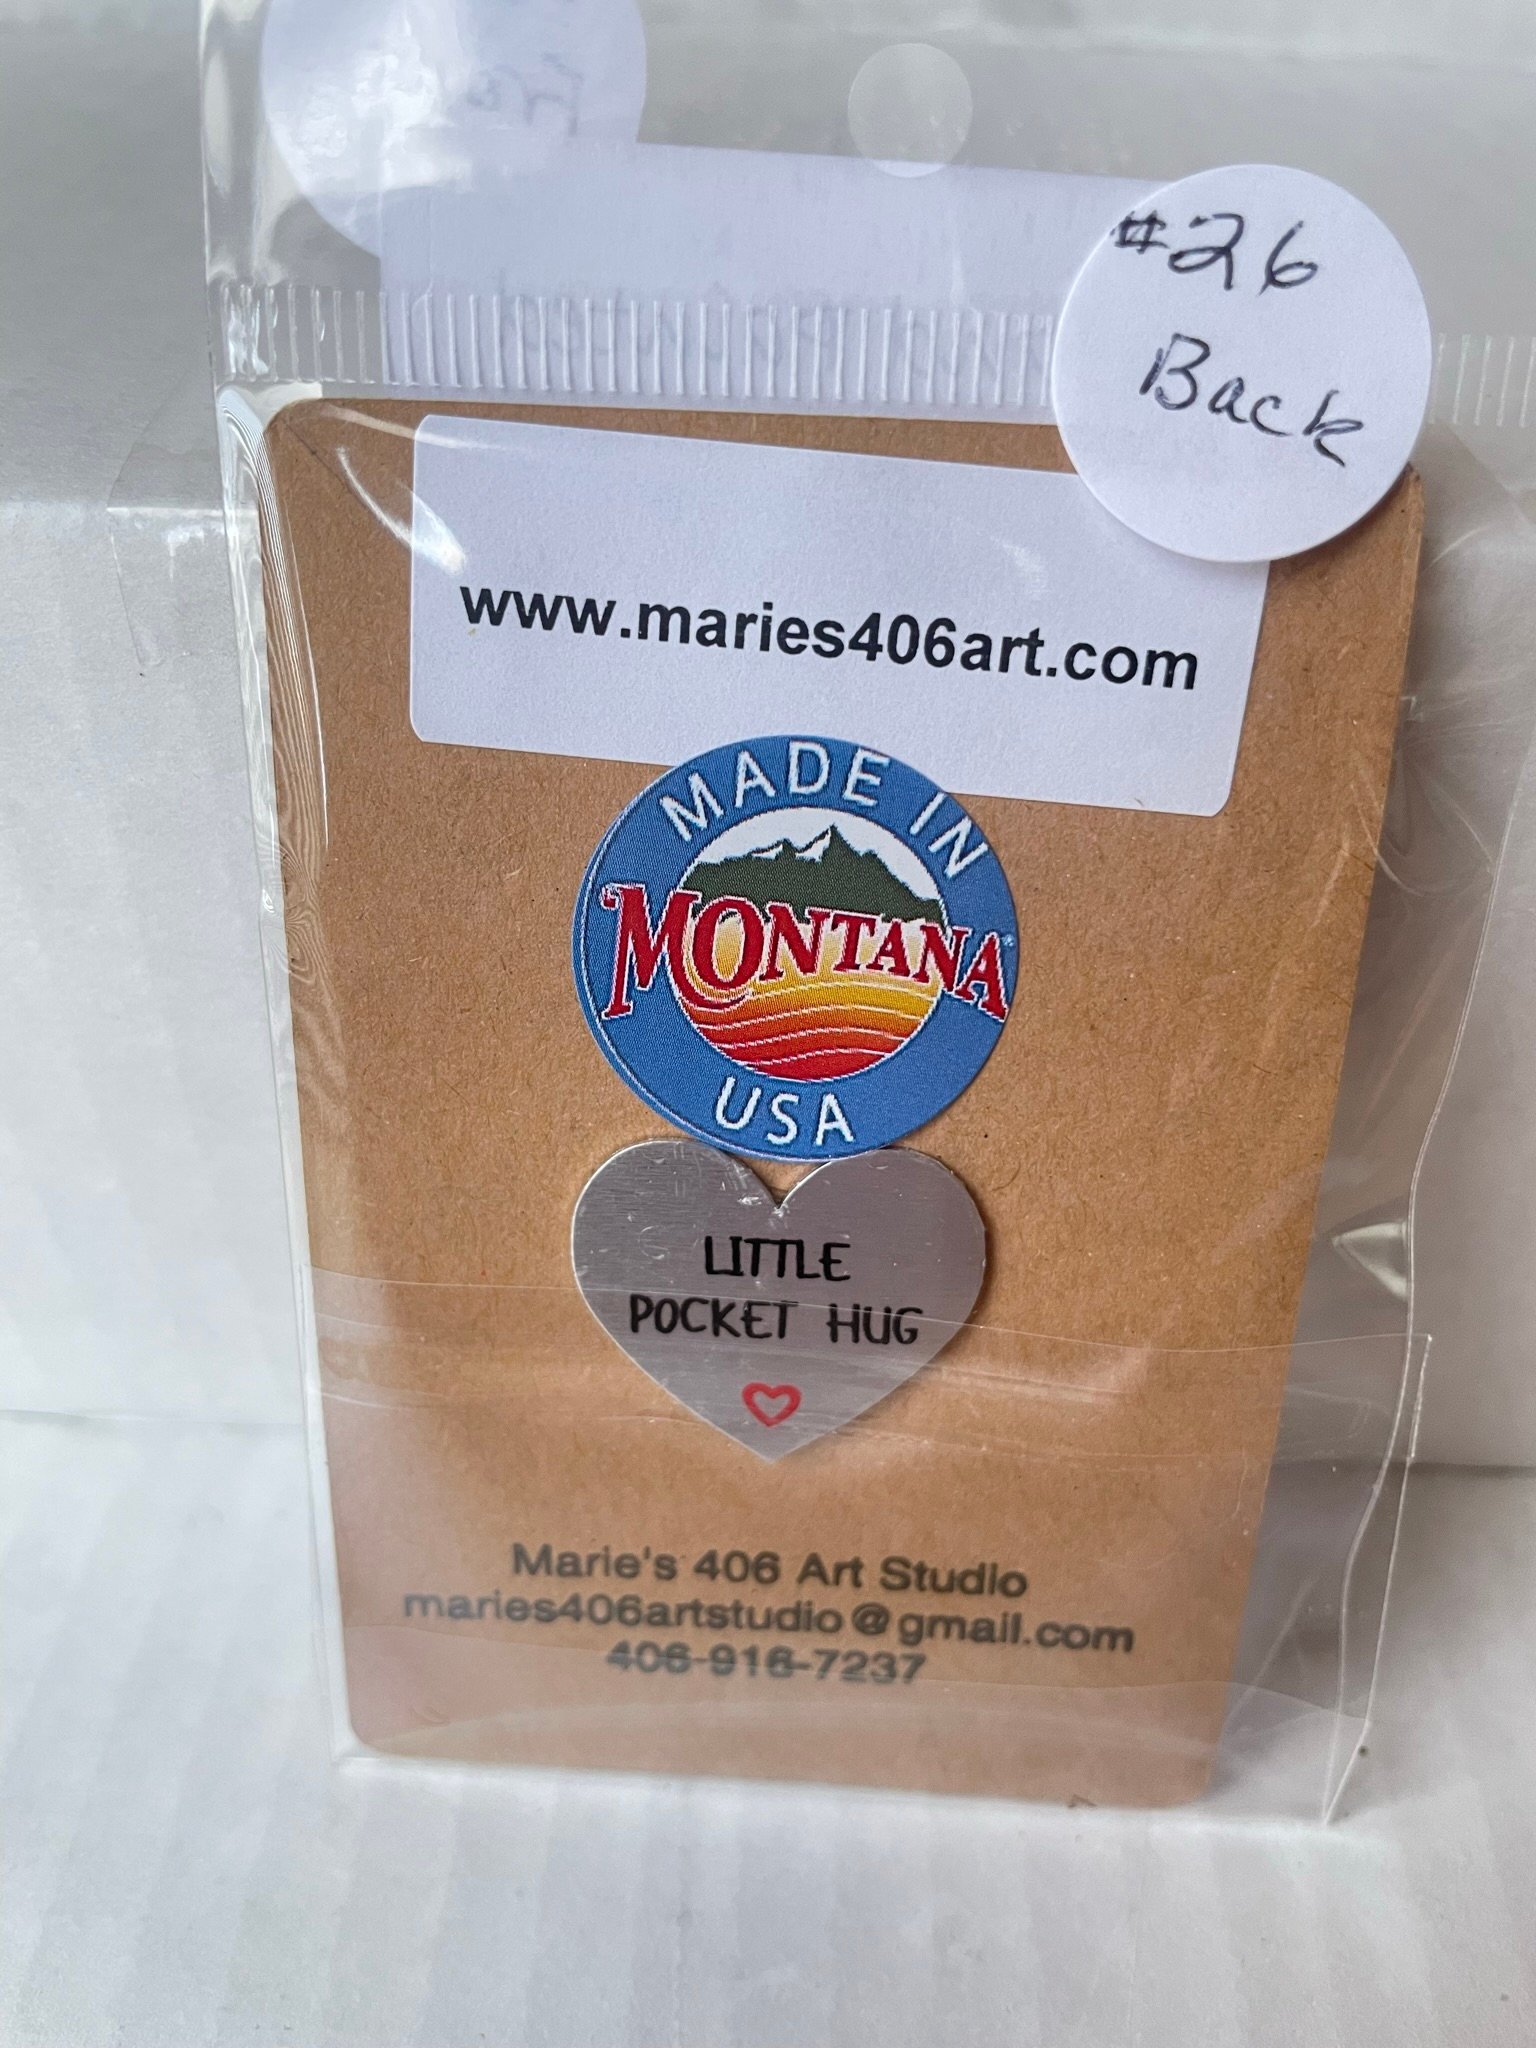 #26
Back
www.maries406art.com
MADE IN
MONTANA
USA
LITTLE
POCKET HUG
Marie's 406 Art Studio
maries406artstudio@gmail.com
406-916-7237